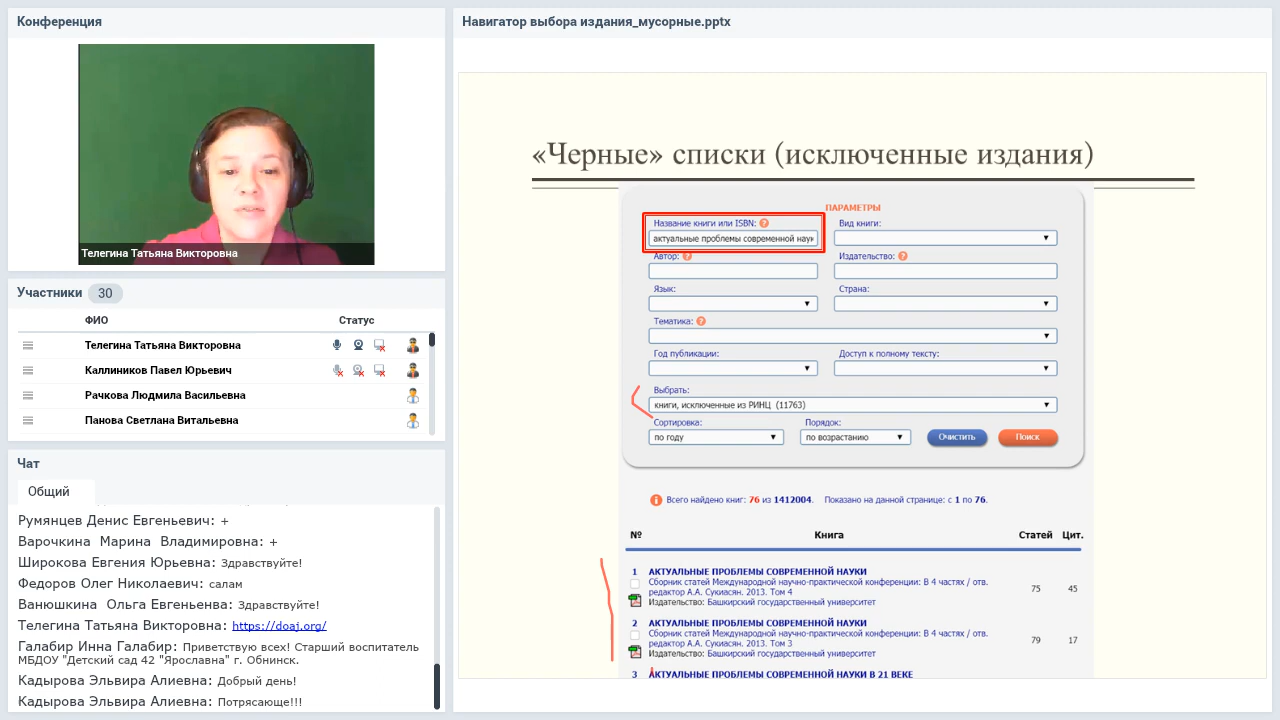 Конференция
Телегина Татьяна Викторовна
Участники 30
ФИО Статус
Телегина Татьяна Викторовна
Каллиников Павел Юрьевич
Рачкова Людмила Васильевна
Панова Светлана Витальевна
Чат
Общий
Румянцев Денис Евгеньевич: +
Варочкина Марина Владимировна: +
Широкова Евгения Юрьевна: Здравствуйте!
Федоров Олег Николаевич: салам
Ванюшкина Ольга Евгеньенва: Здравствуйте!
Телегина Татьяна Викторовна: https://doaj.org/
Галабир Инна Галабир: Приветствую всех! Старший воспитатель
МБДОУ "Детский сад 42 "Ярославна" г. Обнинск.
Кадырова Эльвира Алиевна: Добрый день!
Кадырова Эльвира Алиевна: Потрясающе!!!
Навигатор выбора издания_мусорные.pptx
«Черные» списки (исключенные издания)
ПАРАМЕТРЫ
Название книги или ISBN: ? Вид книги:
актуальные проблемы современной наук
Автор: ? Издательство: ?
Язык: Страна:
Тематика: ?
Год публикации: Доступ к полному тексту:
Выбрать:
книги, исключенные из РИНЦ (11763)
Сортировка: Порядок:
по году по возрастанию Очистить Поиск
Всего найдено книг: 76 из 1412004. Показано на данной странице: с 1 по 76.
№ Книга Статей Цит.
1 АКТУАЛЬНЫЕ ПРОБЛЕМЫ СОВРЕМЕННОЙ НАУКИ
Сборник статей Международной научно-практической конференции: В 4 частях / отв.
редактор А.А. Сукиасян. 2013. Том 4 75 45
Издательство: Башкирский государственный университет
2 АКТУАЛЬНЫЕ ПРОБЛЕМЫ СОВРЕМЕННОЙ НАУКИ
Сборник статей Международной научно-практической конференции: В 4 частях / отв.
редактор А.А. Сукиасян. 2013. Том 3 79 17
Издательство: Башкирский государственный университет
3 АКТУАЛЬНЫЕ ПРОБЛЕМЫ СОВРЕМЕННОЙ НАУКИ В 21 ВЕКЕ